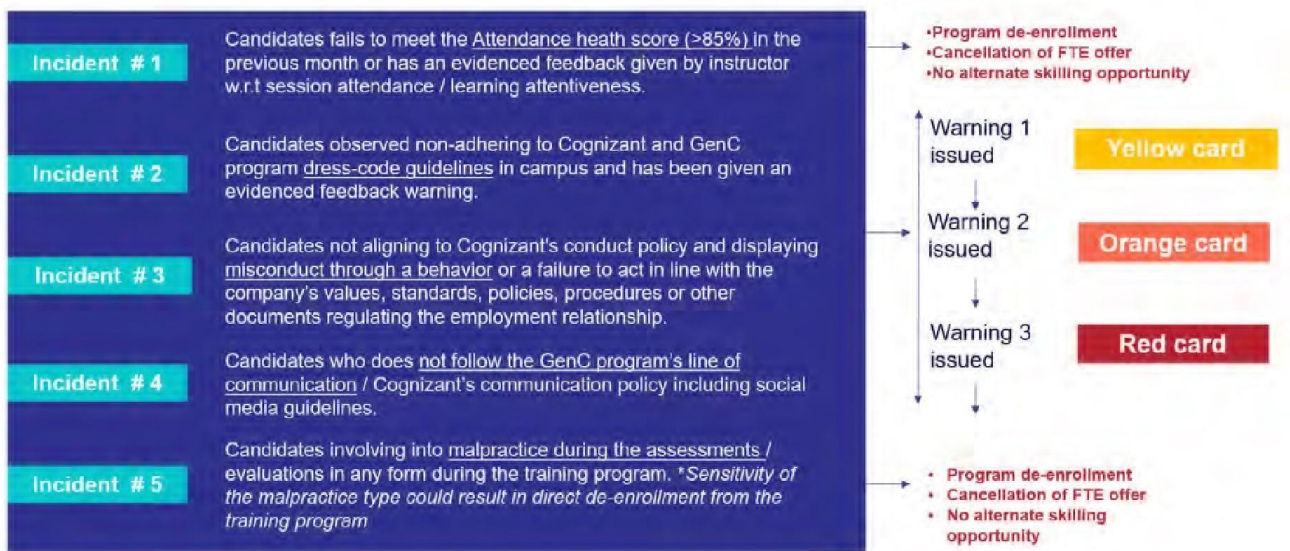 Incident # 1
Candidates fails to meet the Attendance heath score (>85%) in the
previous month or has an evidenced feedback given by instructor
w.r.t session attendance / learning attentiveness.
•Program de-enrollment
•Cancellation of FTE offer
•No alternate skilling opportunity
Incident # 2
Candidates observed non-adhering to Cognizant and GenC
program dress-code guidelines in campus and has been given an
evidenced feedback warning.
Warning 1
issued
Yellow card
Incident # 3
Candidates not aligning to Cognizant's conduct policy and displaying
misconduct through a behavior or a failure to act in line with the
company's values, standards, policies, procedures or other
documents regulating the employment relationship.
Warning 2
issued
Orange card
Incident # 4
Candidates who does not follow the GenC program's line of
communication / Cognizant's communication policy including social
media guidelines.
Warning 3
issued
Red card
Incident # 5
Candidates involving into malpractice during the assessments /
evaluations in any form during the training program. *Sensitivity of
the malpractice type could result in direct de-enrollment from the
training program
• Program de-enrollment
• Cancellation of FTE offer
• No alternate skilling
opportunity